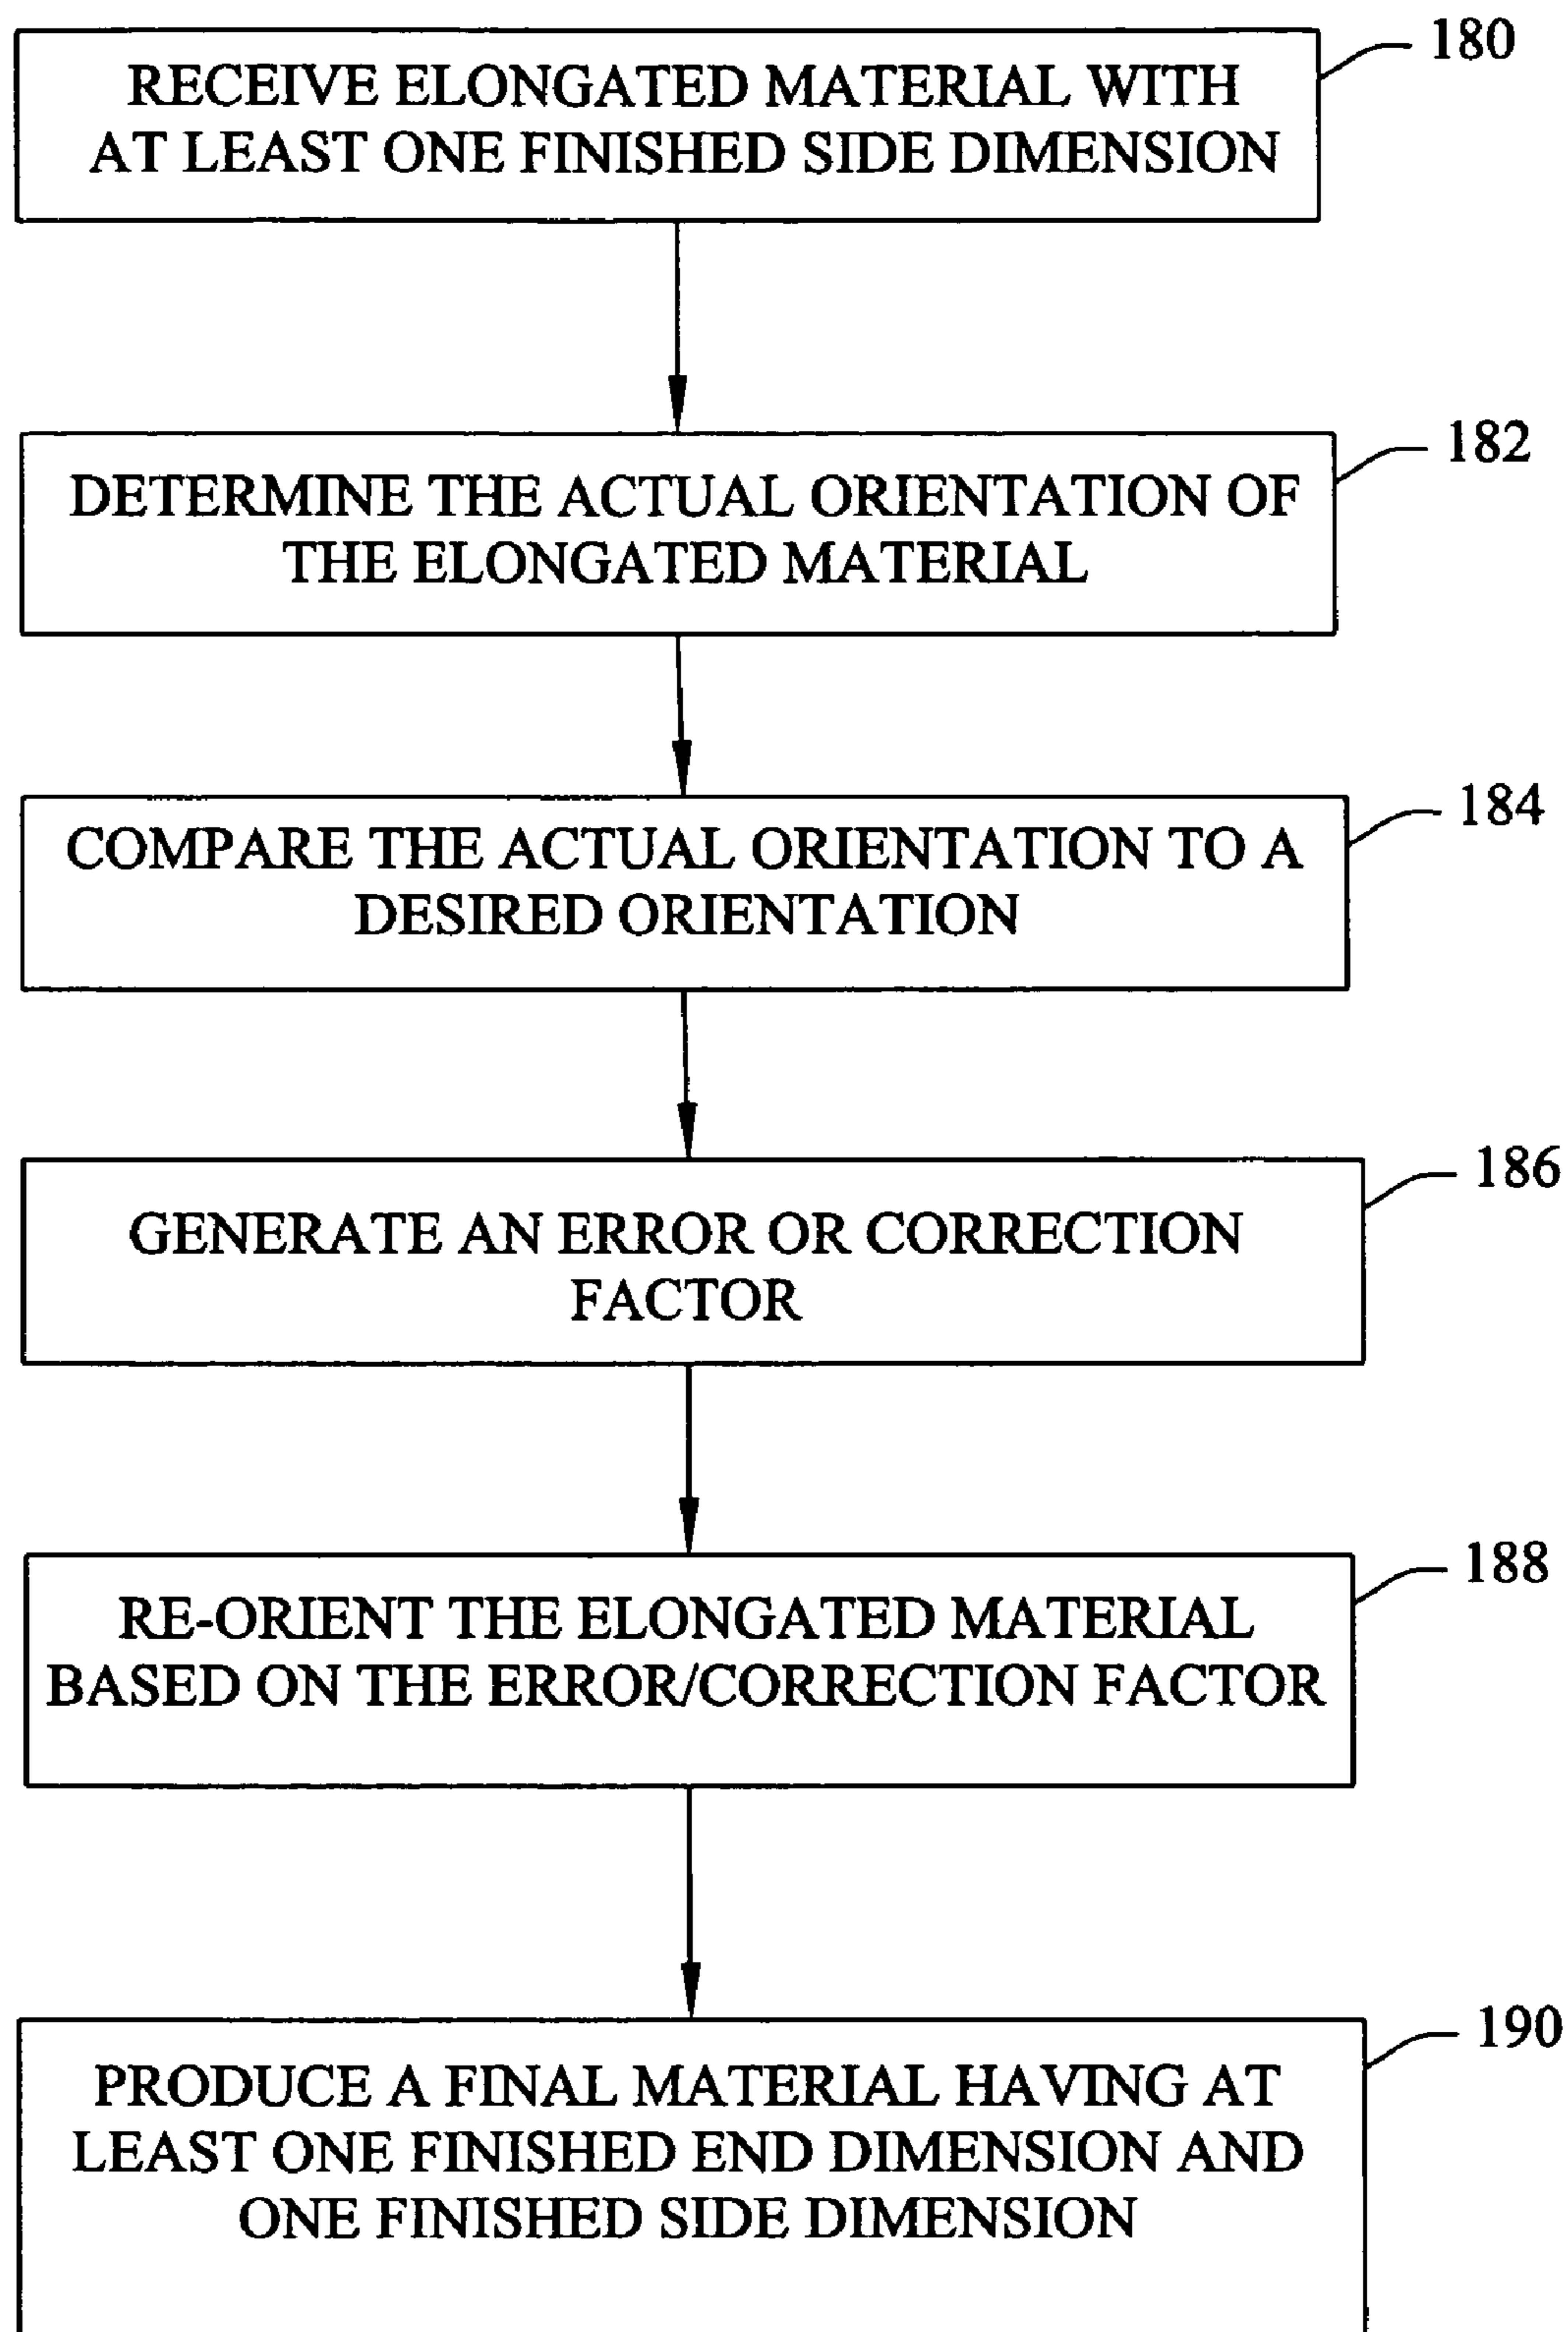 180
RECEIVE ELONGATED MATERIAL WITH
AT LEAST ONE FINISHED SIDE DIMENSION
182
DETERMINE THE ACTUAL ORIENTATION OF
THE ELONGATED MATERIAL
184
COMPARE THE ACTUAL ORIENTATION TO A
DESIRED ORIENTATION
186
GENERATE AN ERROR OR CORRECTION
FACTOR
188
RE-ORIENT THE ELONGATED MATERIAL
BASED ON THE ERROR/CORRECTION FACTOR
190
PRODUCE A FINAL MATERIAL HAVING AT
LEAST ONE FINISHED END DIMENSION AND
ONE FINISHED SIDE DIMENSION